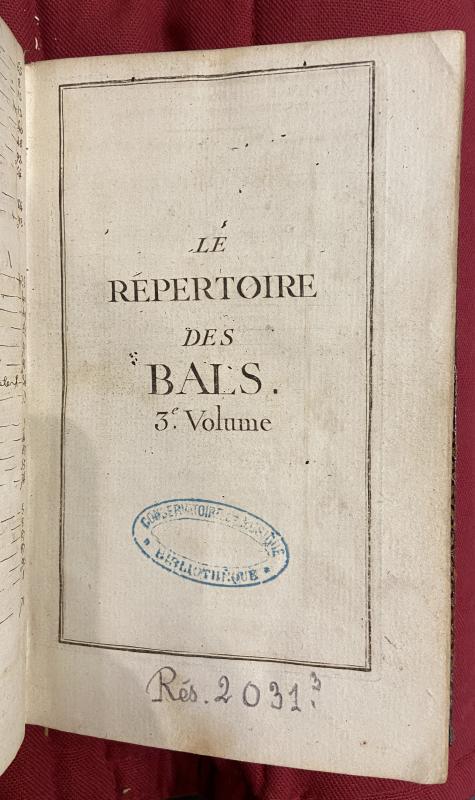 LE
RÉPERTOIRE
DES
BALS.
3.e Volume
CONSERVATOIRE DE MUSIQUE
* BIBLIOTHÈQUE *
Rés. 2031.3